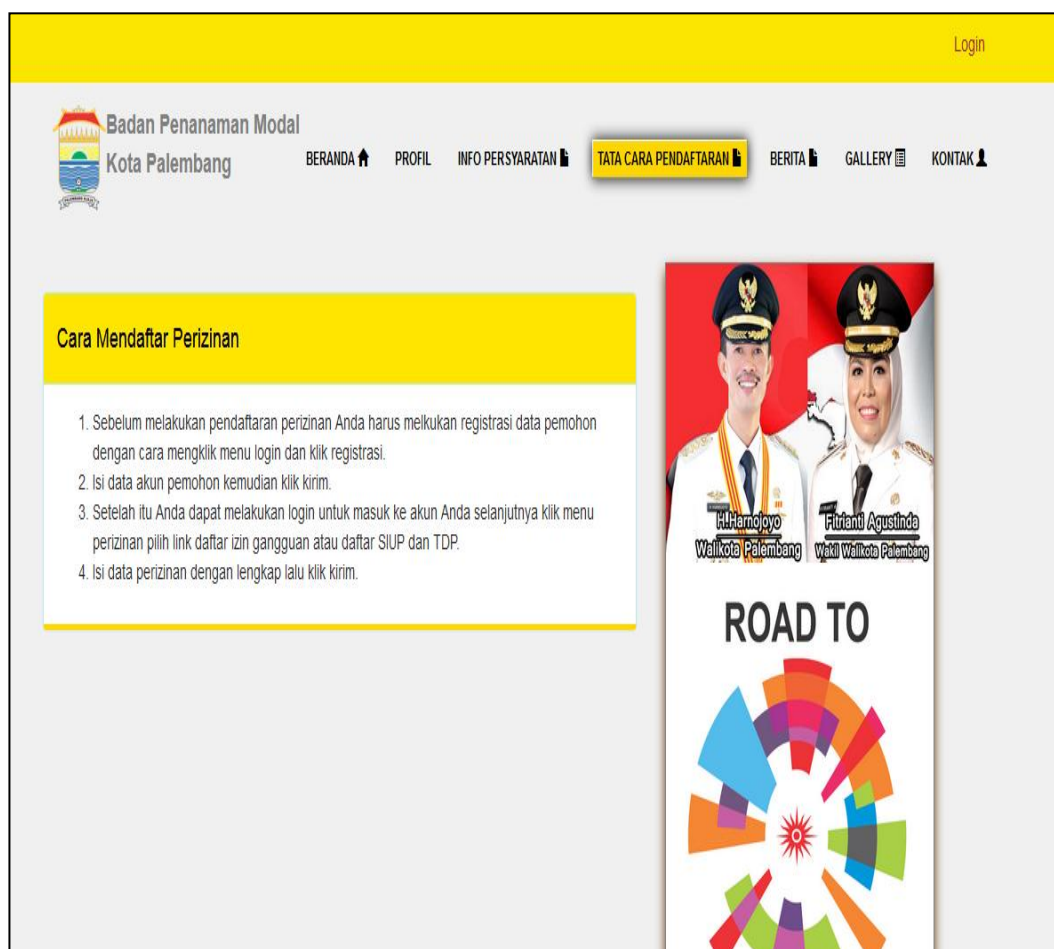 Login
Badan Penanaman Modal
Kota Palembang
BERANDA
PROFIL
INFO PERSYARATAN
TATA CARA PENDAFTARAN
BERITA
GALLERY
KONTAK
Cara Mendaftar Perizinan
1. Sebelum melakukan pendaftaran perizinan Anda harus melkukan registrasi data pemohon
dengan cara mengklik menu login dan klik registrasi.
2. Isi data akun pemohon kemudian klik kirim.
3. Setelah itu Anda dapat melakukan login untuk masuk ke akun Anda selanjutnya klik menu
perizinan pilih link daftar izin gangguan atau daftar SIUP dan TDP.
4. Isi data perizinan dengan lengkap lalu klik kirim.
H.Harnojoyo
Walikota Palembang
Fitrianti Agustinda
Wakil Walikota Palembang
ROAD TO